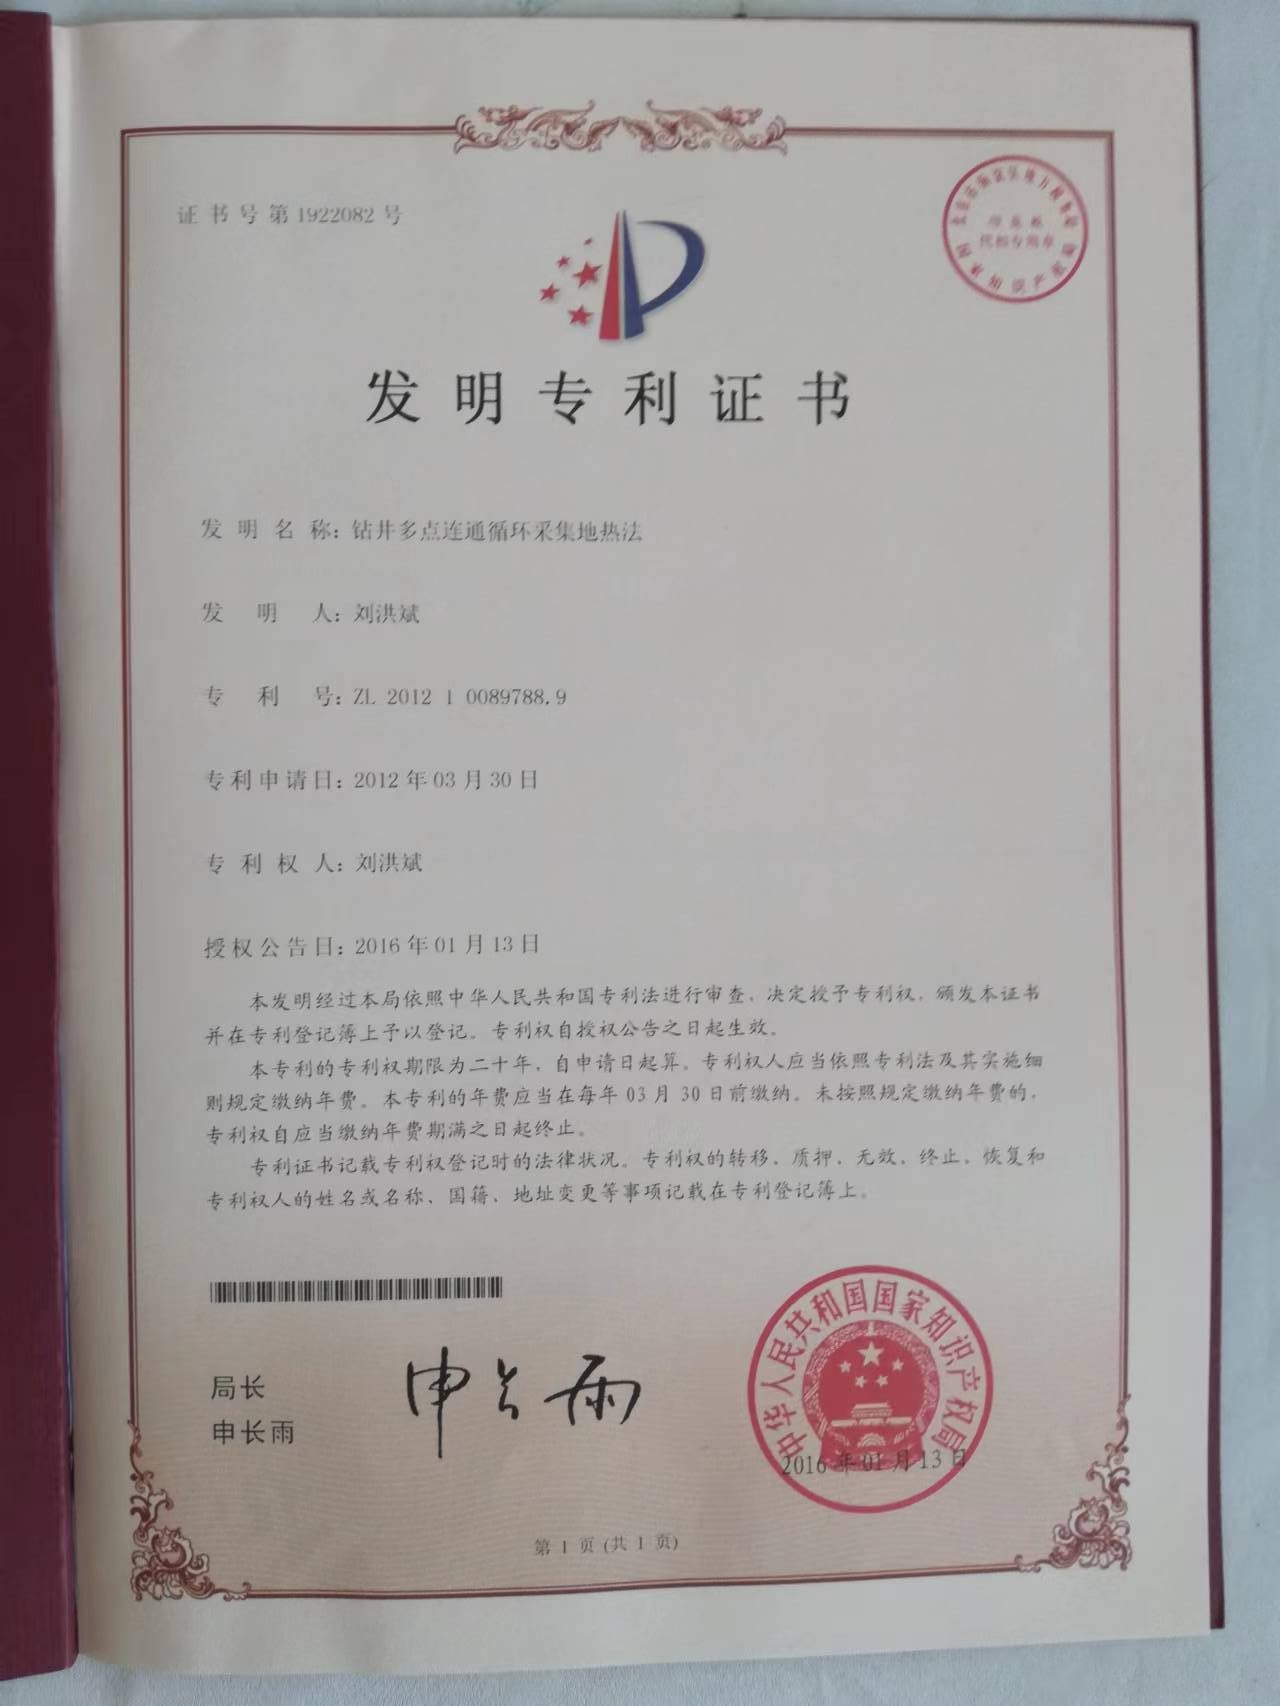 证书号第1922082号
印花税
代扣专用章
发明专利证书
发明名称：钻井多点连通循环采集地热法
发明人：刘洪斌
专利号：ZL 2012 1 0089788.9
专利申请日：2012年03月30日
专利权人：刘洪斌
授权公告日：2016年01月13日
本发明经过本局依照中华人民共和国专利法进行审查，决定授予专利权，颁发本证书
并在专利登记簿上予以登记。专利权自授权公告之日起生效。
本专利的专利权期限为二十年，自申请日起算。专利权人应当依照专利法及其实施细
则规定缴纳年费。本专利的年费应当在每年03月30日前缴纳。未按照规定缴纳年费的，
专利权自应当缴纳年费期满之日起终止。
专利证书记载专利权登记时的法律状况。专利权的转移、质押、无效、终止、恢复和
专利权人的姓名或名称、国籍、地址变更等事项记载在专利登记簿上。
局长
申长雨
申长雨
中华人民共和国国家知识产权局
2016年01月13日
第1页(共1页)